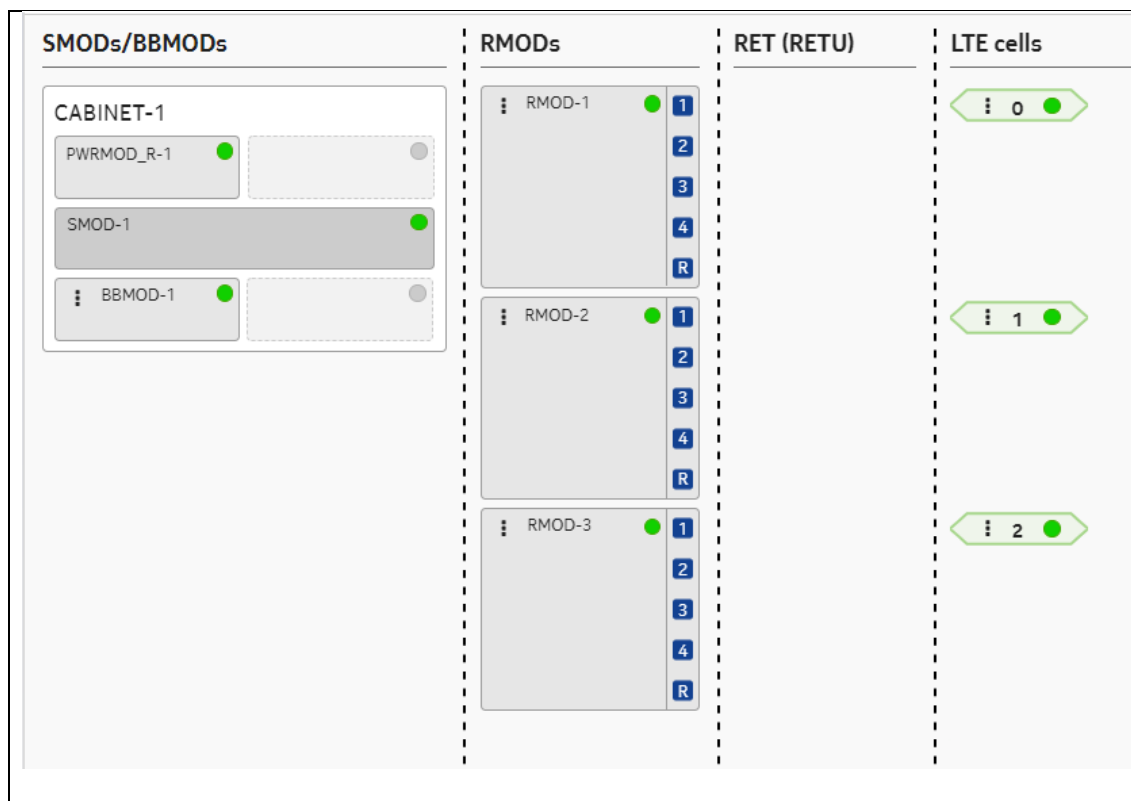 SMODs/BBMODs
CABINET-1
PWRMOD_R-1
SMOD-1
BBMOD-1
RMODs
RMOD-1
1
2
3
4
R
RMOD-2
1
2
3
4
R
RMOD-3
1
2
3
4
R
RET (RETU)
LTE cells
0
1
2